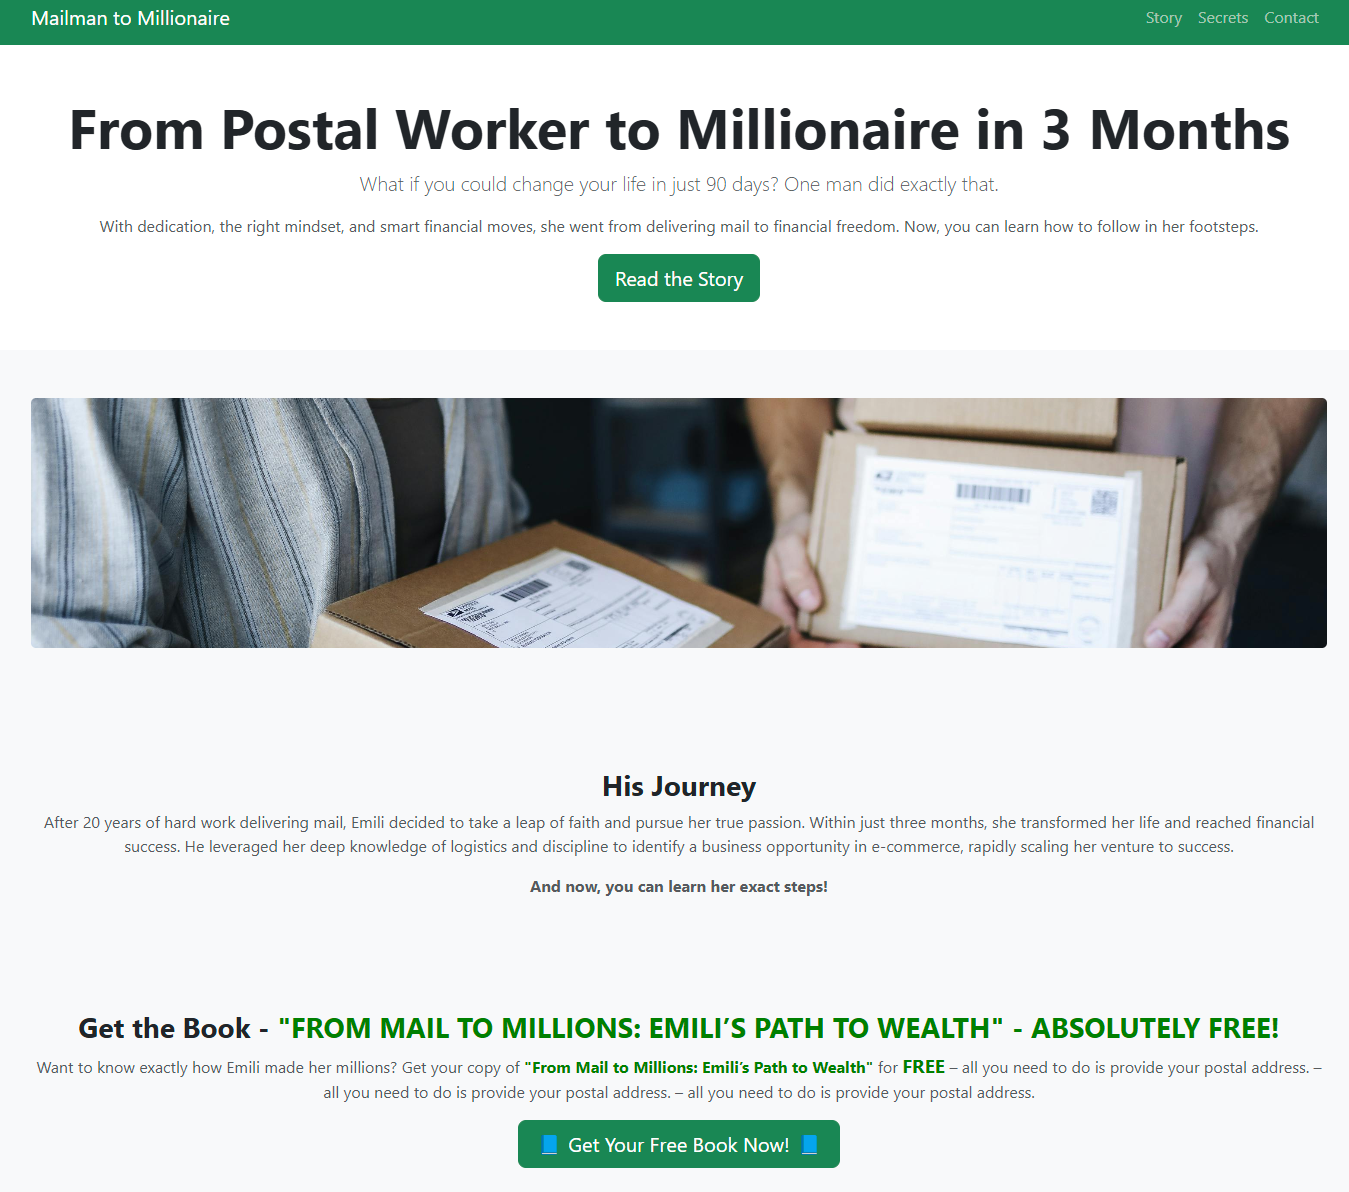 Mailman to Millionaire
Story Secrets Contact
From Postal Worker to Millionaire in 3 Months
What if you could change your life in just 90 days? One man did exactly that.
With dedication, the right mindset, and smart financial moves, she went from delivering mail to financial freedom. Now, you can learn how to follow in her footsteps.
Read the Story
His Journey
After 20 years of hard work delivering mail, Emili decided to take a leap of faith and pursue her true passion. Within just three months, she transformed her life and reached financial
success. He leveraged her deep knowledge of logistics and discipline to identify a business opportunity in e-commerce, rapidly scaling her venture to success.
And now, you can learn her exact steps!
Get the Book - "FROM MAIL TO MILLIONS: EMILI’S PATH TO WEALTH" - ABSOLUTELY FREE!
Want to know exactly how Emili made her millions? Get your copy of "From Mail to Millions: Emili’s Path to Wealth" for FREE – all you need to do is provide your postal address. –
all you need to do is provide your postal address. – all you need to do is provide your postal address.
📘 Get Your Free Book Now! 📘